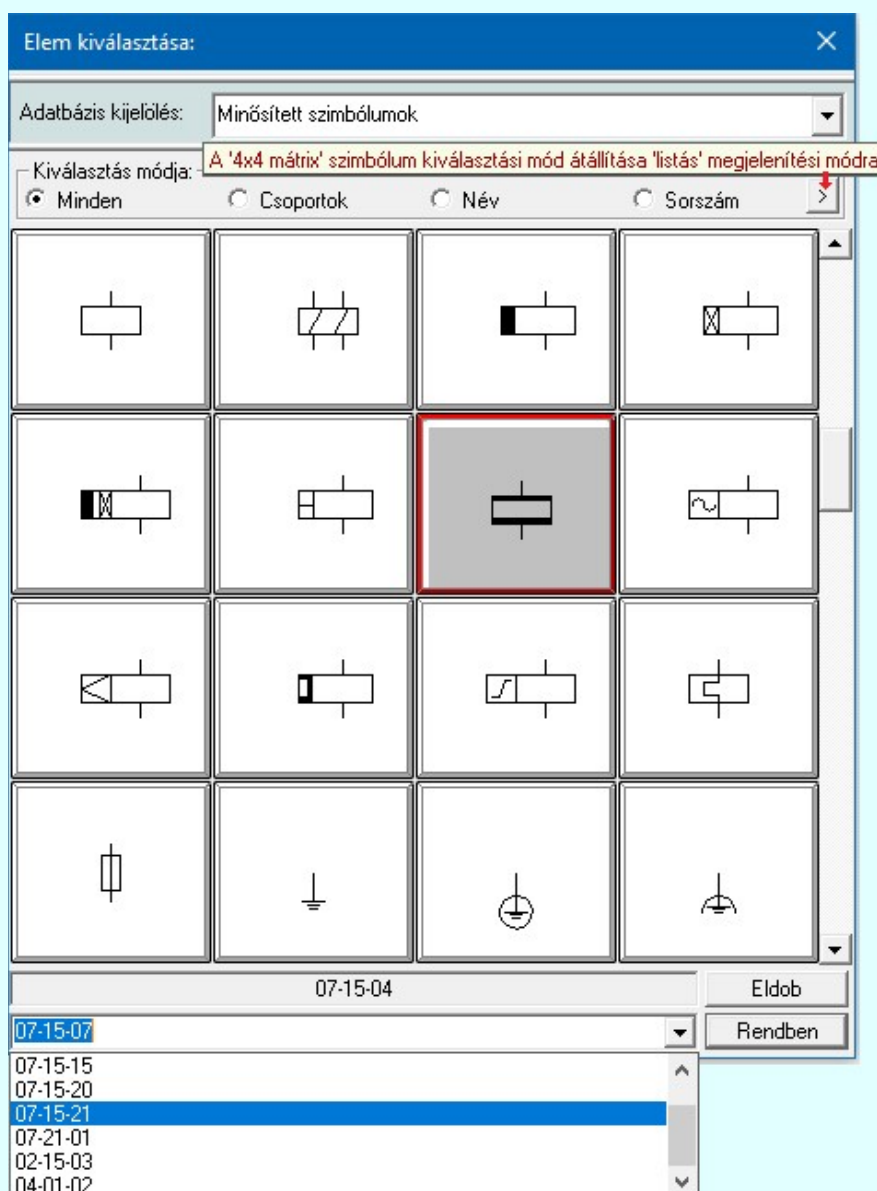 Elem kiválasztása:
Adatbázis kijelölés: Minősített szimbólumok
A '4x4 mátrix' szimbólum kiválasztási mód átállítása 'listás' megjelenítési módra
Kiválasztás módja:
Minden Csoportok Név Sorszám >
07-15-04 Eldob
07-15-07 Rendben
07-15-15
07-15-20
07-15-21
07-21-01
02-15-03
04-01-02